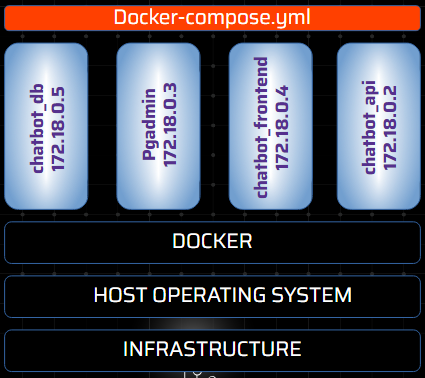 Docker-compose.yml
chatbot_db
172.18.0.5
Pgadmin
172.18.0.3
chatbot_frontend
172.18.0.4
chatbot_api
172.18.0.2
DOCKER
HOST OPERATING SYSTEM
INFRASTRUCTURE